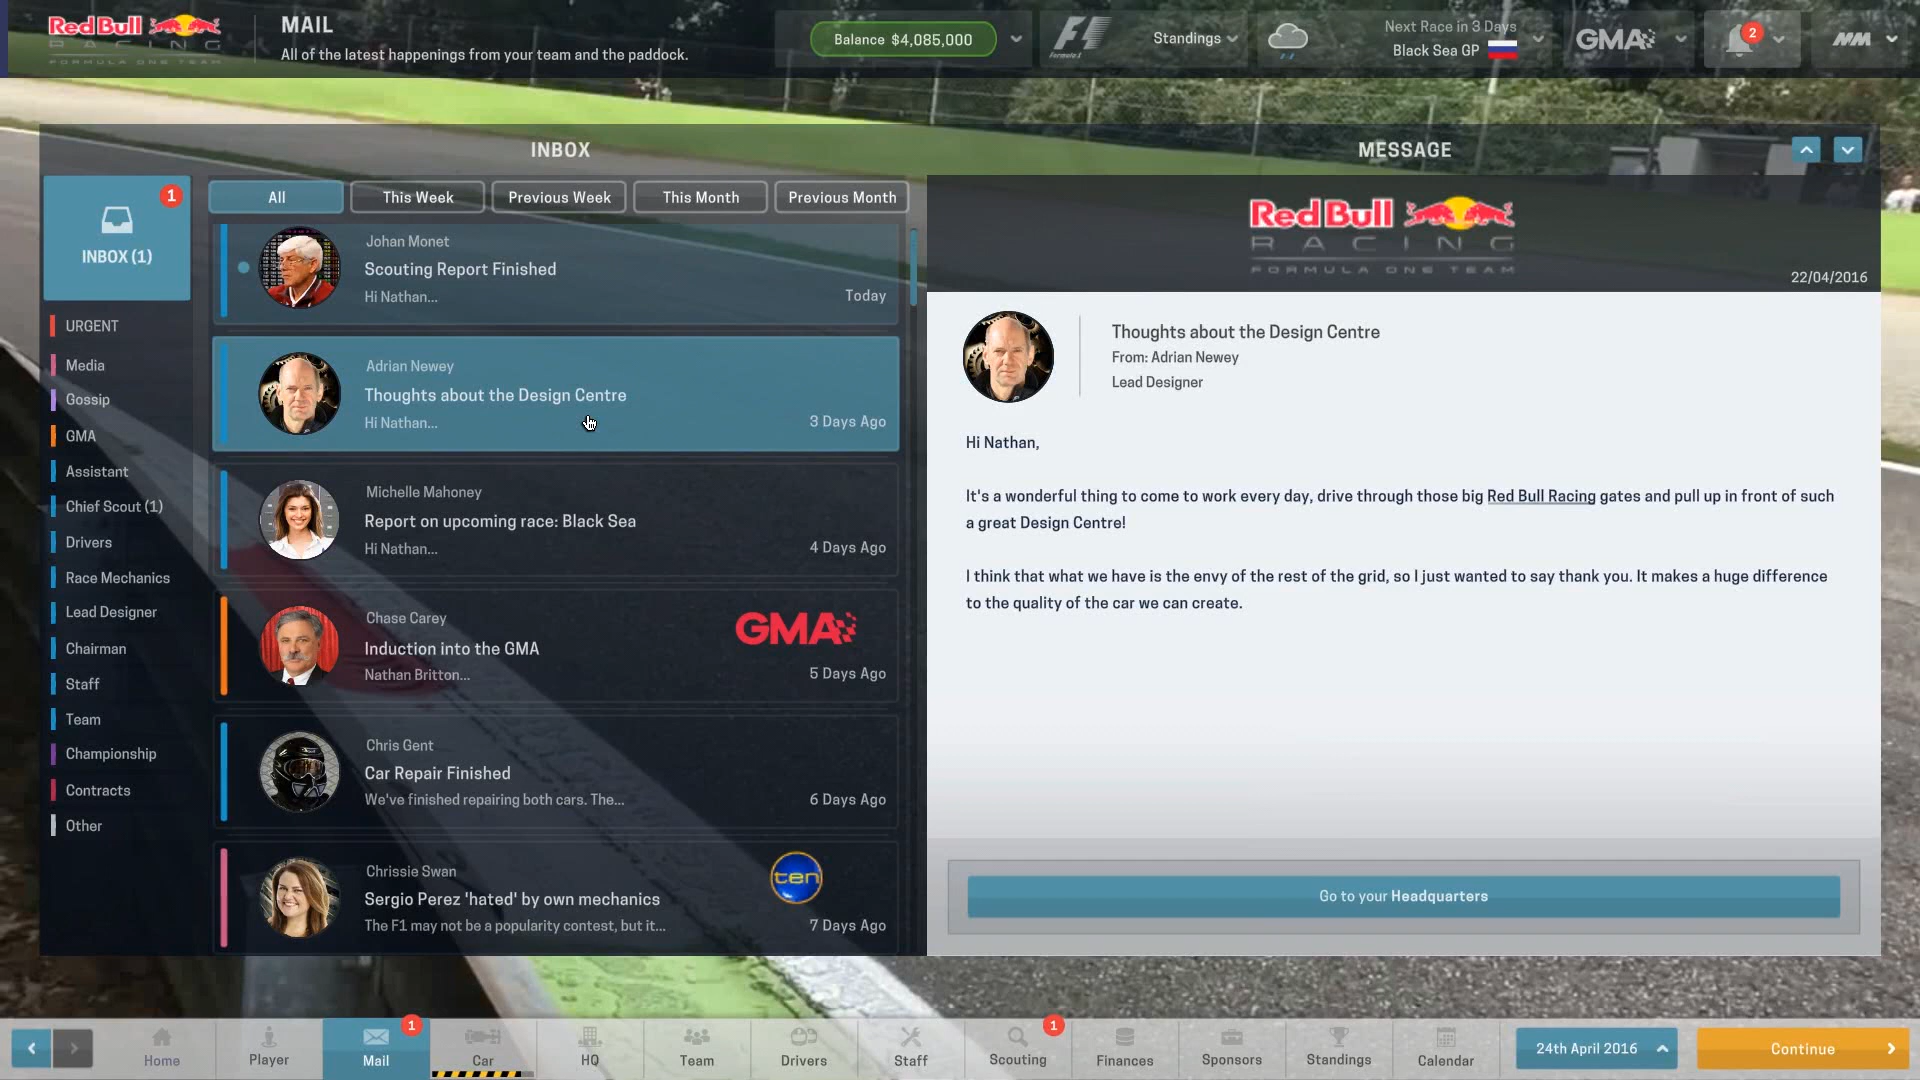 Red Bull
RACING
FORMULA ONE TEAM
MAIL
All of the latest happenings from your team and the paddock.
Balance $4,085,000
F1
Formula 1
Standings
Next Race in 3 Days
Black Sea GP
GMA
2
MM
INBOX
MESSAGE
1
INBOX (1)
URGENT
Media
Gossip
GMA
Assistant
Chief Scout (1)
Drivers
Race Mechanics
Lead Designer
Chairman
Staff
Team
Championship
Contracts
Other
All
This Week
Previous Week
This Month
Previous Month
Johan Monet
Scouting Report Finished
Hi Nathan...
Today
Adrian Newey
Thoughts about the Design Centre
Hi Nathan...
3 Days Ago
Michelle Mahoney
Report on upcoming race: Black Sea
Hi Nathan...
4 Days Ago
Chase Carey
Induction into the GMA
Nathan Britton...
GMA
5 Days Ago
Chris Gent
Car Repair Finished
We've finished repairing both cars. The...
6 Days Ago
Chrissie Swan
Sergio Perez 'hated' by own mechanics
The F1 may not be a popularity contest, but it...
ten
7 Days Ago
Red Bull
RACING
FORMULA ONE TEAM
22/04/2016
Thoughts about the Design Centre
From: Adrian Newey
Lead Designer
Hi Nathan,
It's a wonderful thing to come to work every day, drive through those big Red Bull Racing gates and pull up in front of such
a great Design Centre!
I think that what we have is the envy of the rest of the grid, so I just wanted to say thank you. It makes a huge difference
to the quality of the car we can create.
Go to your Headquarters
Home
Player
Mail
1
Car
HQ
Team
Drivers
Staff
Scouting
1
Finances
Sponsors
Standings
Calendar
24th April 2016
Continue